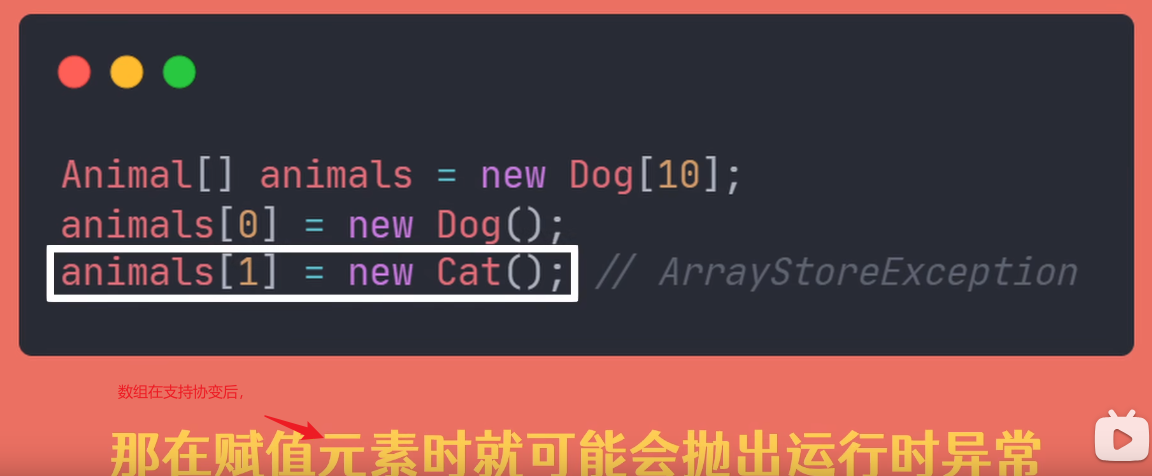 Animal[] animals = new Dog[10];
animals[0] = new Dog();
animals[1] = new Cat(); // ArrayStoreException
数组在支持协变后，
那在赋值元素时就可能会抛出运行时异常